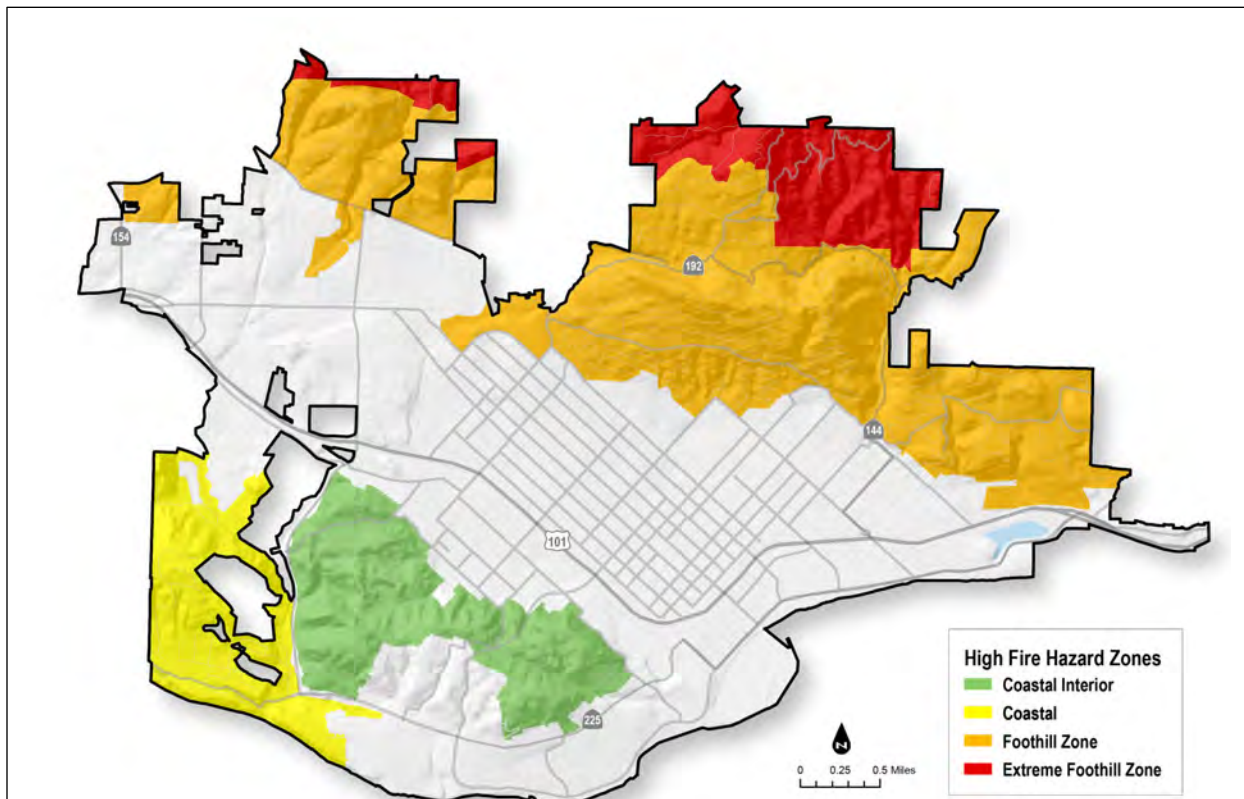 154
192
144
101
225
N
0 0.25 0.5 Miles
High Fire Hazard Zones
Coastal Interior
Coastal
Foothill Zone
Extreme Foothill Zone